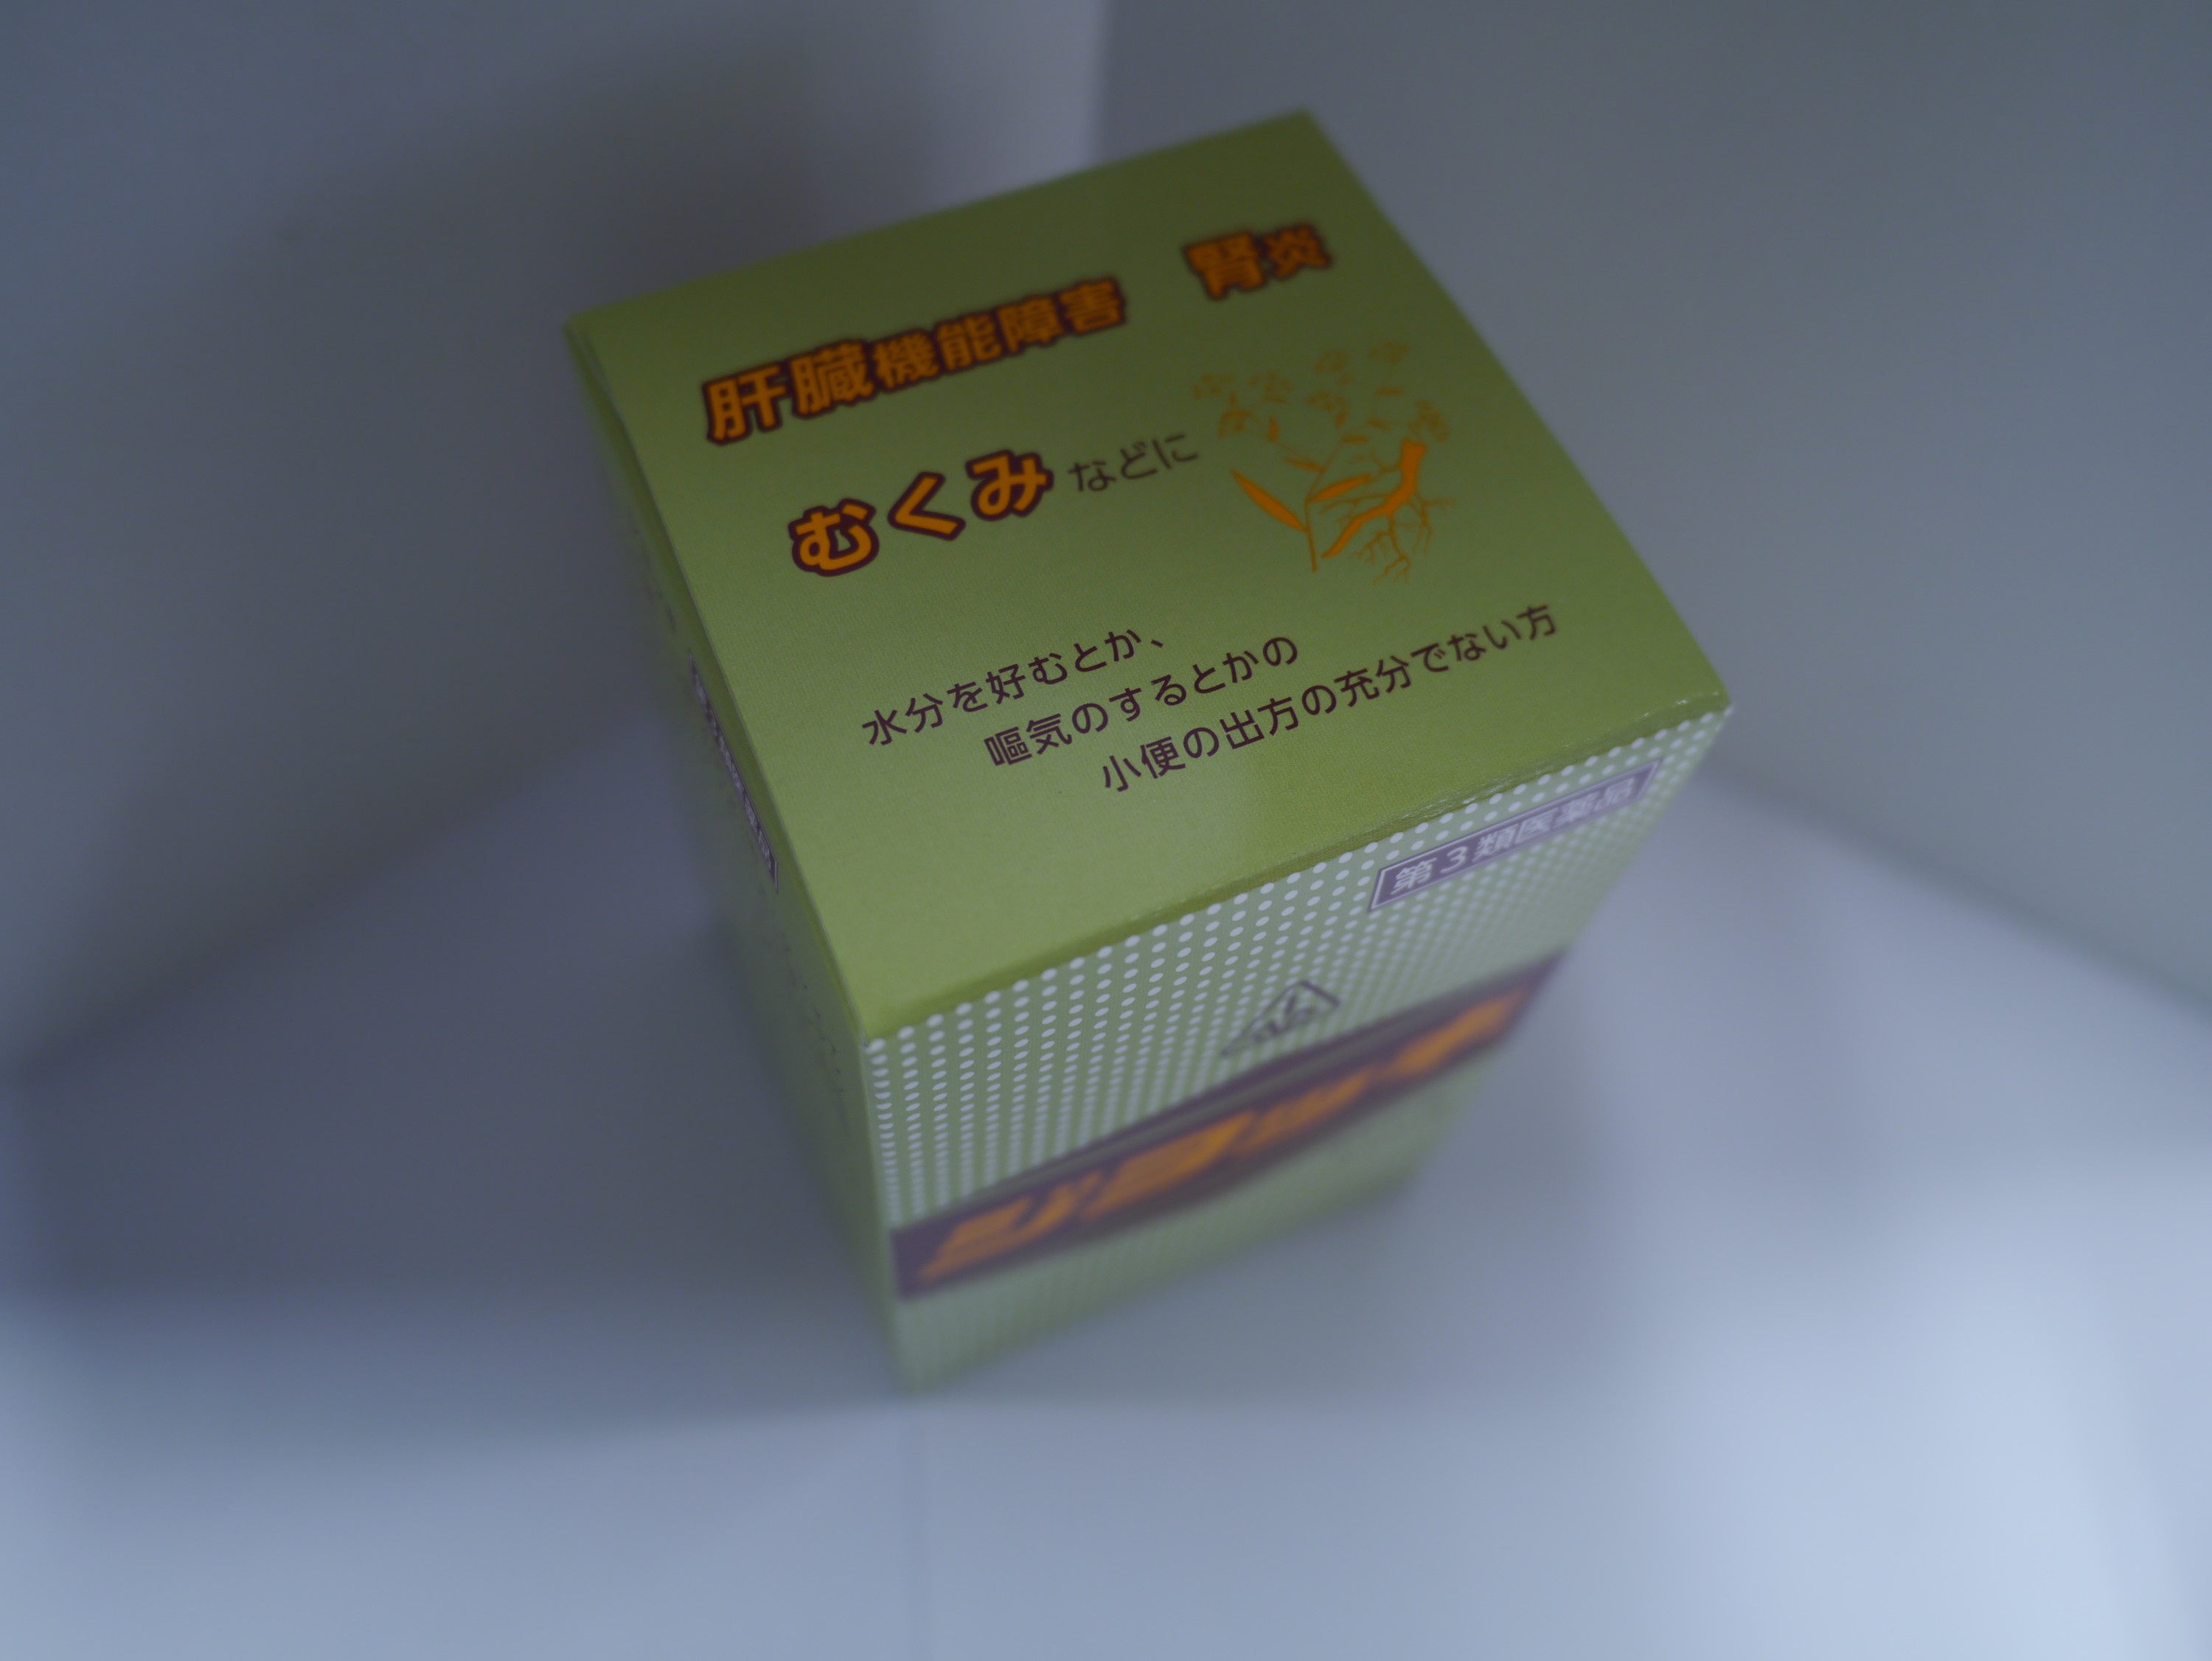 肝臓機能障害 腎炎
むくみなどに
水分を好むとか、
嘔気のするとかの
小便の出方の充分でない方
第3類医薬品